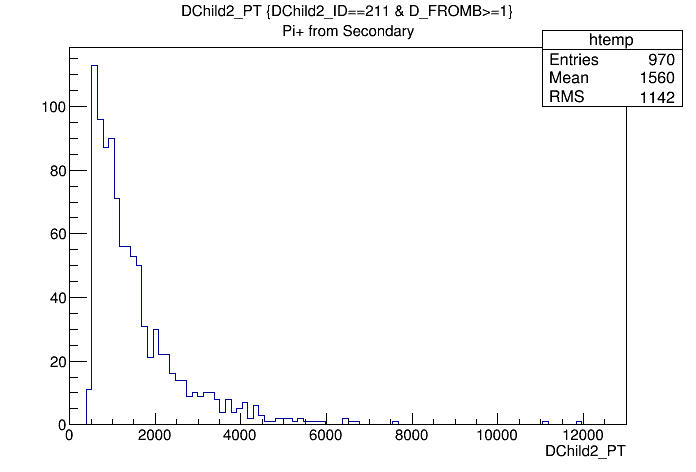 DChild2_PT {DChild2_ID==211 & D_FROMB>=1}
Pi+ from Secondary
htemp
Entries 970
Mean 1560
RMS 1142
100
80
60
40
20
0
0 2000 4000 6000 8000 10000 12000
DChild2_PT